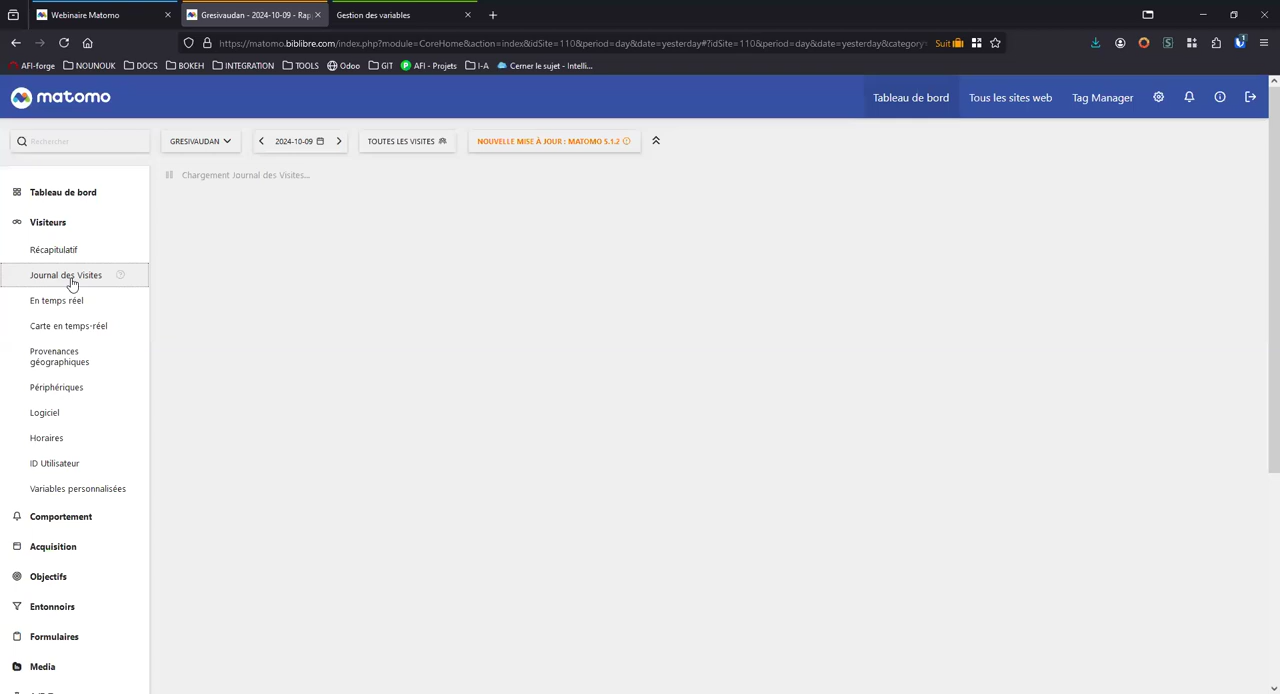 Webinaire Matomo
Gresivaudan - 2024-10-09 - Rap
Gestion des variables
https://matomo.biblibre.com/index.php?module=CoreHome&action=index&idSite=110&period=day&date=yesterday#?idSite=110&period=day&date=yesterday&category
Suit
AFI-forge
NOUNOUK
DOCS
BOKEH
INTEGRATION
TOOLS
Odoo
GIT
AFI - Projets
I-A
Cerner le sujet - Intelli...
matomo
Tableau de bord
Tous les sites web
Tag Manager
Rechercher
GRESIVAUDAN
2024-10-09
TOUTES LES VISITES
NOUVELLE MISE À JOUR : MATOMO 5.1.2
Chargement Journal des Visites...
Tableau de bord
Visiteurs
Récapitulatif
Journal des Visites
En temps réel
Carte en temps-réel
Provenances
géographiques
Périphériques
Logiciel
Horaires
ID Utilisateur
Variables personnalisées
Comportement
Acquisition
Objectifs
Entonnoirs
Formulaires
Media